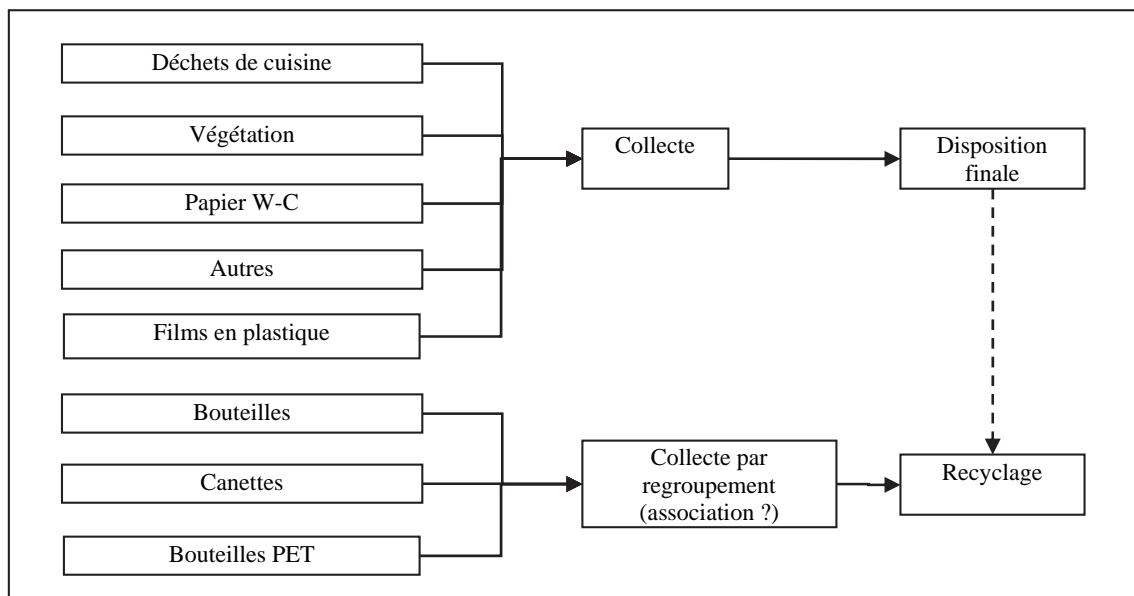 Déchets de cuisine
Végétation
Papier W-C
Autres
Films en plastique
Bouteilles
Canettes
Bouteilles PET
Collecte
Disposition
finale
Collecte par
regroupement
(association ?)
Recyclage